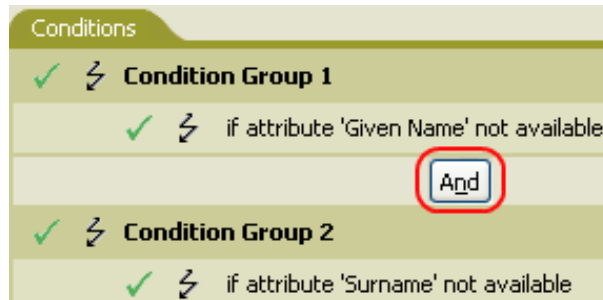 Conditions
Condition Group 1
if attribute 'Given Name' not available
And
Condition Group 2
if attribute 'Surname' not available